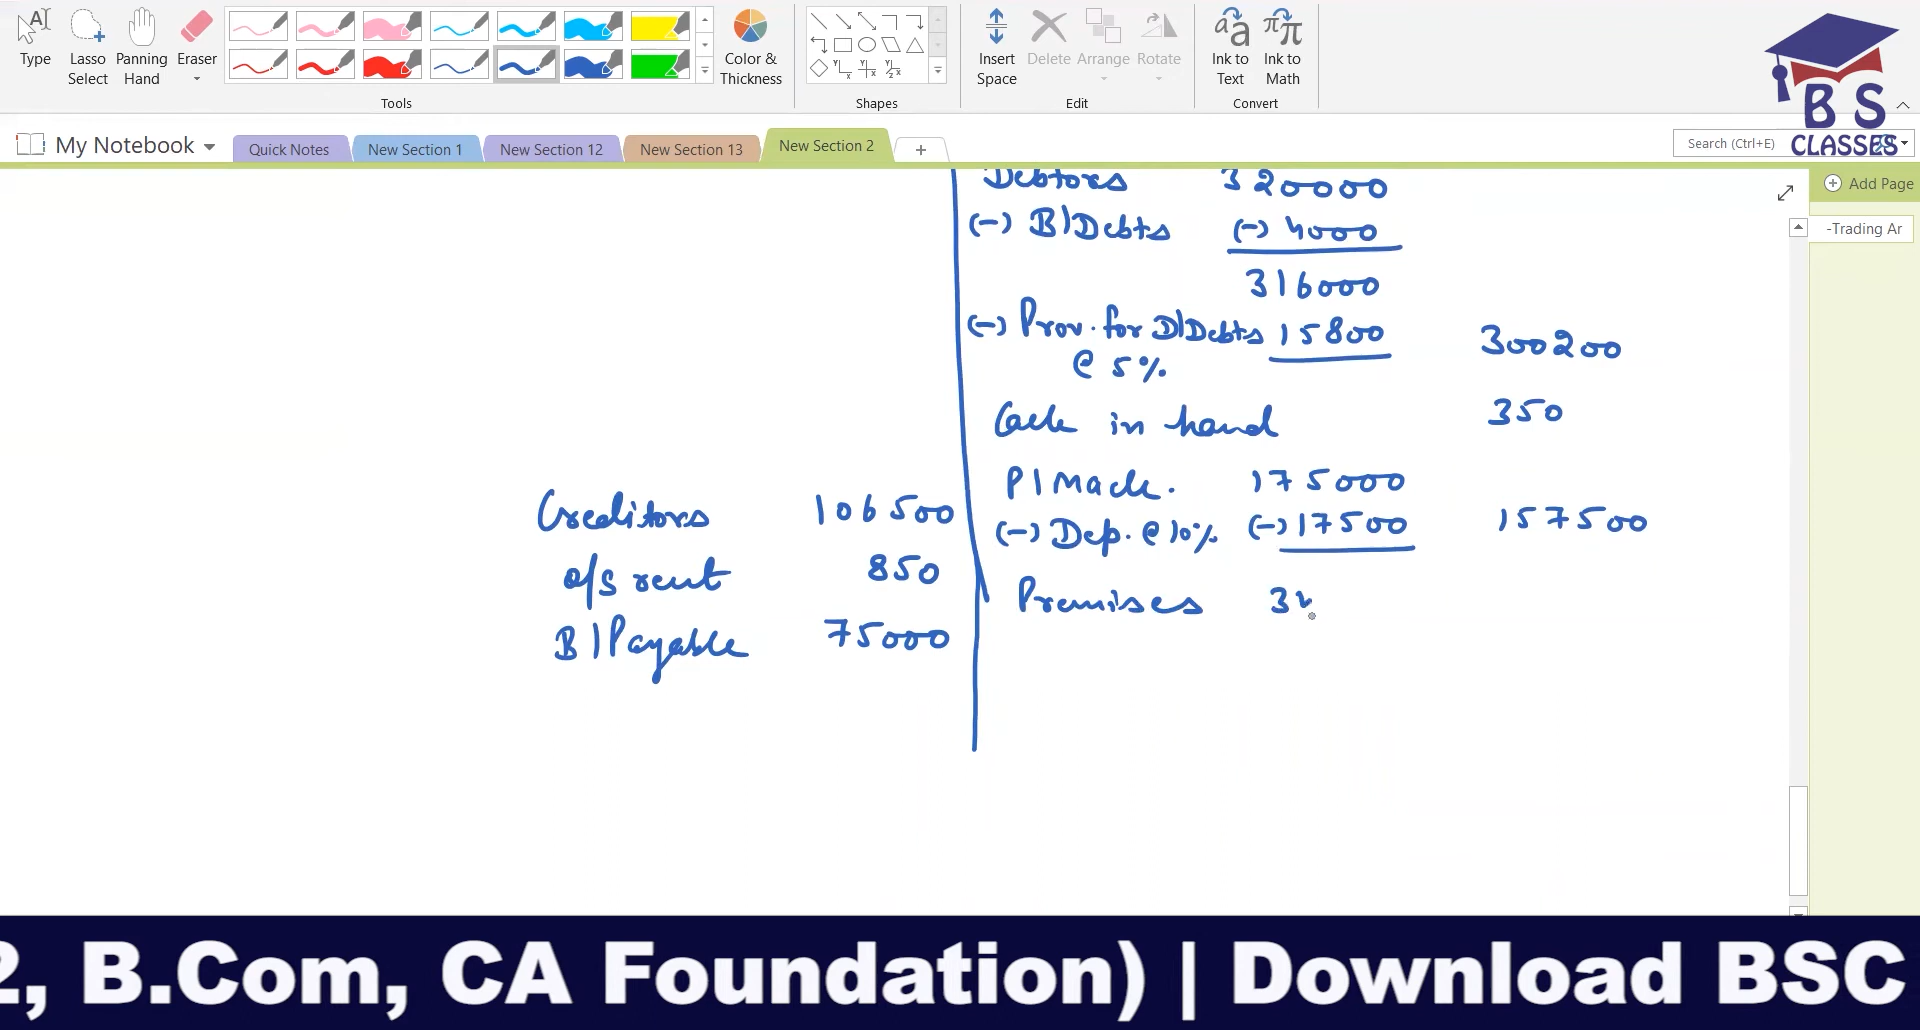 Type
Lasso Select
Panning Hand
Eraser
Color & Thickness
Insert Space
Delete
Arrange
Rotate
Ink to Text
Ink to Math
Tools
Shapes
Edit
Convert
BS
CLASSES
My Notebook
Quick Notes
New Section 1
New Section 12
New Section 13
New Section 2
Search (Ctrl+E)
Add Page
-Trading Ar
Debtors 320000
(-) B/Debts (-) 4000
316000
(-) Prov. for D/Debts 15800 300200
@ 5%
Cash in hand 350
P/Mach. 175000
(-) Dep. @ 10% (-) 17500 157500
Premises 3
Creditors 106500
o/s rent 850
B/Payable 75000
2, B.Com, CA Foundation) | Download BSC